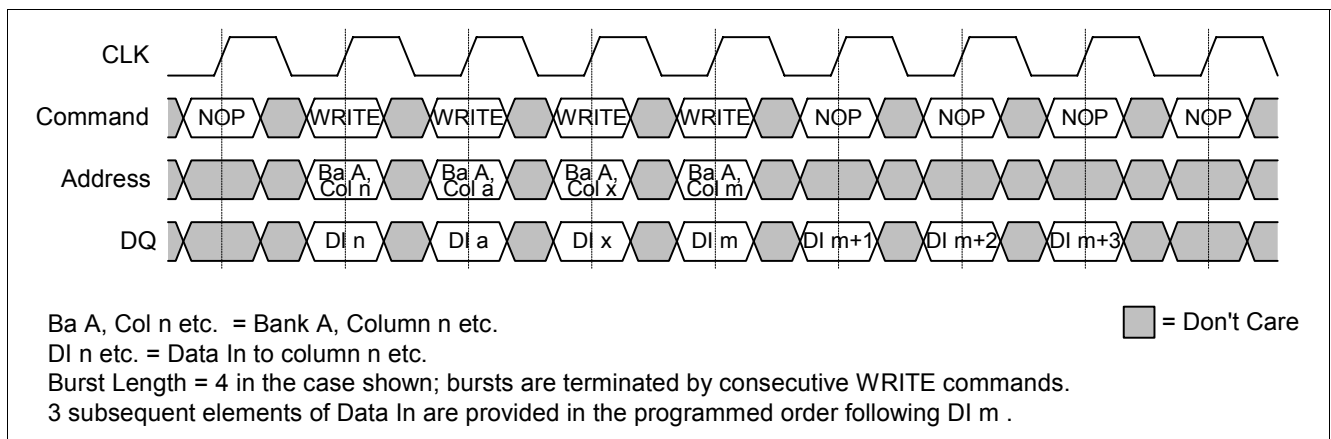 CLK
Command NOP WRITE WRITE WRITE WRITE NOP NOP NOP NOP
Address Ba A, Col n Ba A, Col a Ba A, Col x Ba A, Col m
DQ DI n DI a DI x DI m DI m+1 DI m+2 DI m+3
Ba A, Col n etc. = Bank A, Column n etc.
= Don't Care
DI n etc. = Data In to column n etc.
Burst Length = 4 in the case shown; bursts are terminated by consecutive WRITE commands.
3 subsequent elements of Data In are provided in the programmed order following DI m .